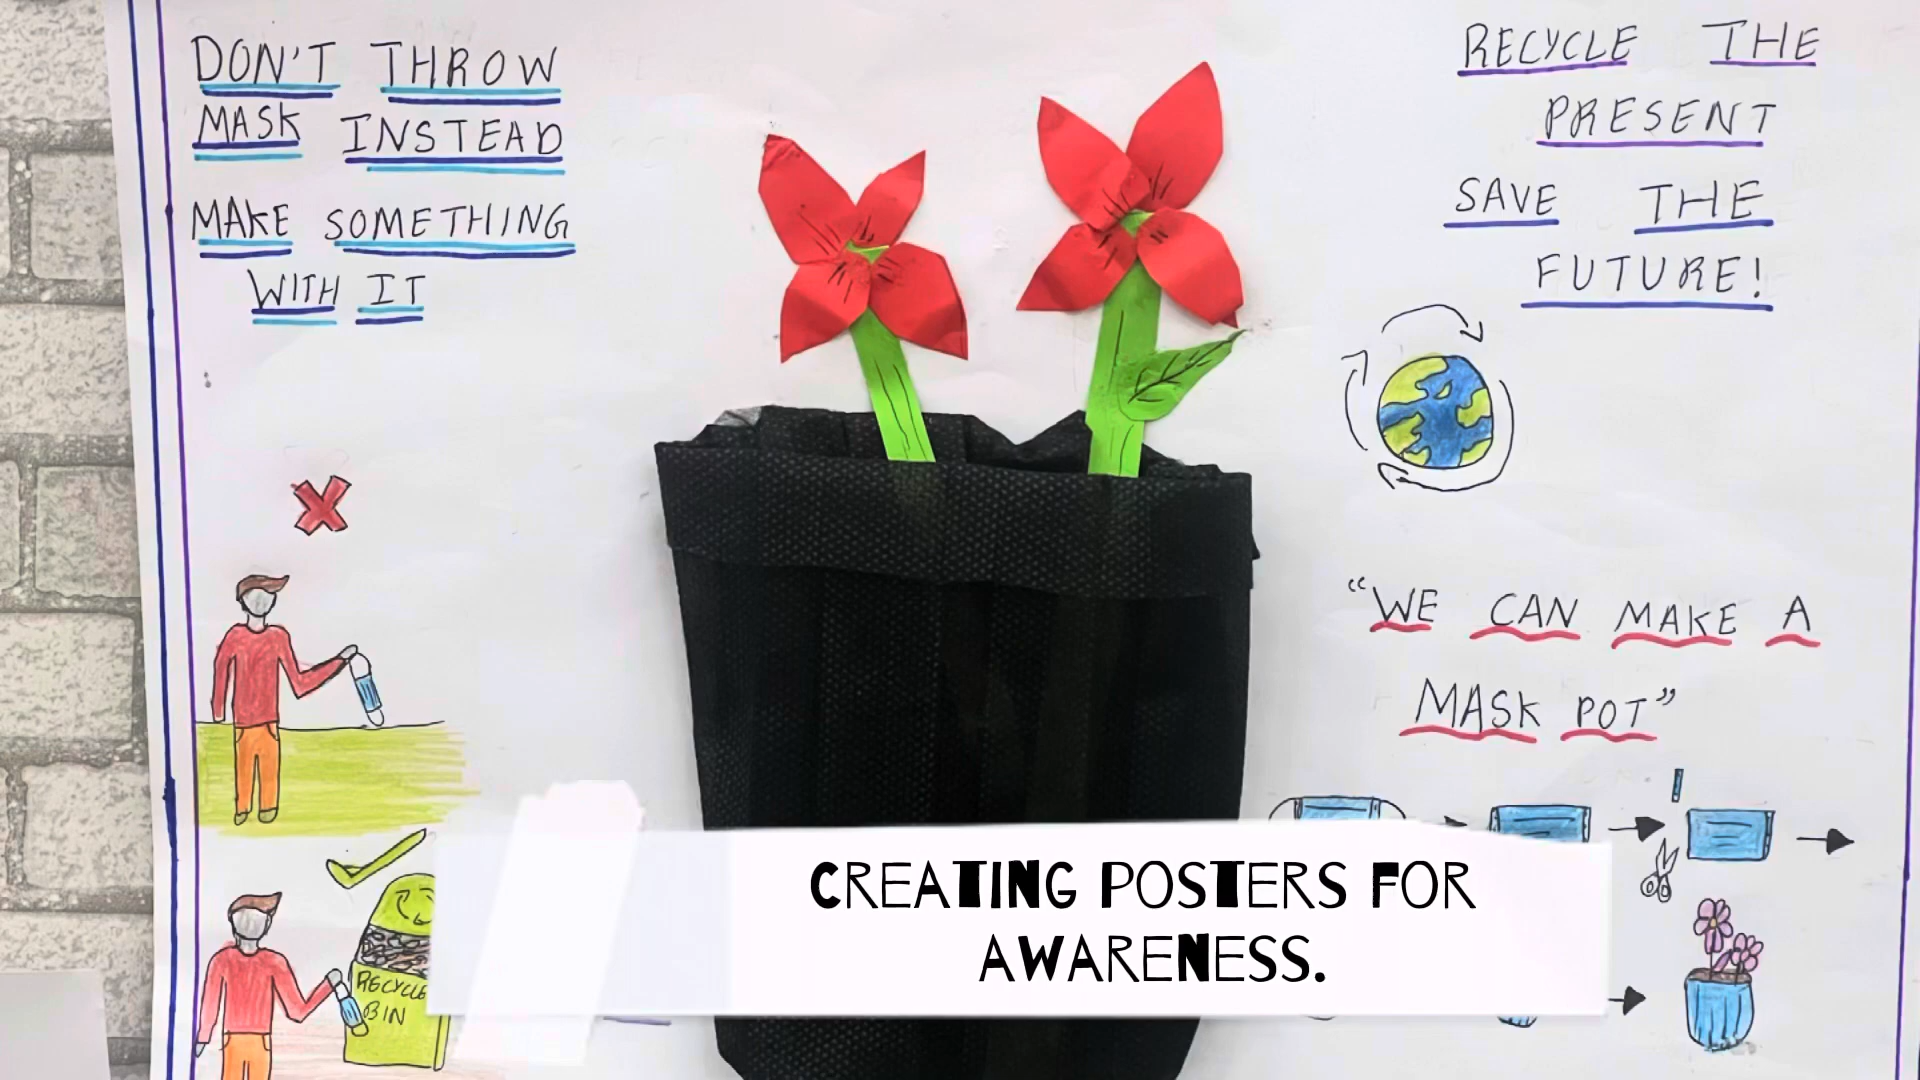 DON'T THROW
MASK INSTEAD
MAKE SOMETHING
WITH IT
RECYCLE THE
PRESENT
SAVE THE
FUTURE!
"WE CAN MAKE A
MASK POT"
RECYCLE
BIN
CREATING POSTERS FOR
AWARENESS.